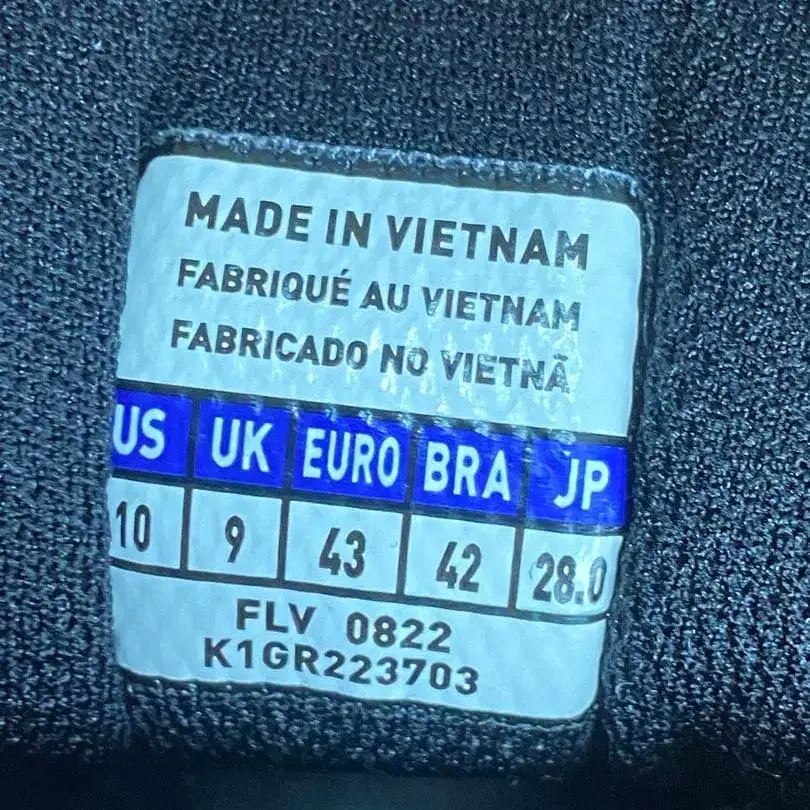 MADE IN VIETNAM
FABRIQUÉ AU VIETNAM
FABRICADO NO VIETNÃ
US UK EURO BRA JP
10 9 43 42 28.0
FLV 0822
K1GR223703